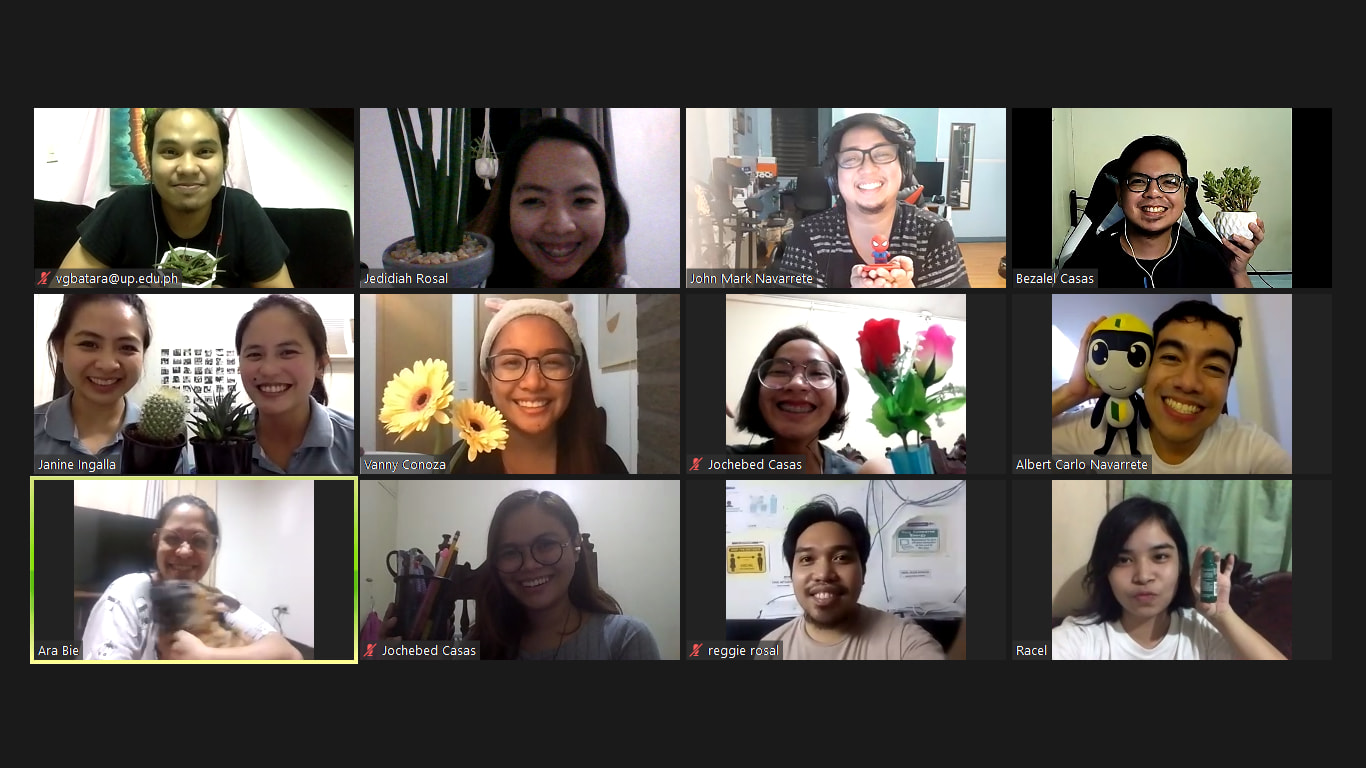 vgbatara@up.edu.ph
Jedidiah Rosal
John Mark Navarrete
Bezalel Casas
Janine Ingalla
Vanny Conoza
Jochebed Casas
Albert Carlo Navarrete
Ara Bie
Jochebed Casas
reggie rosal
Racel